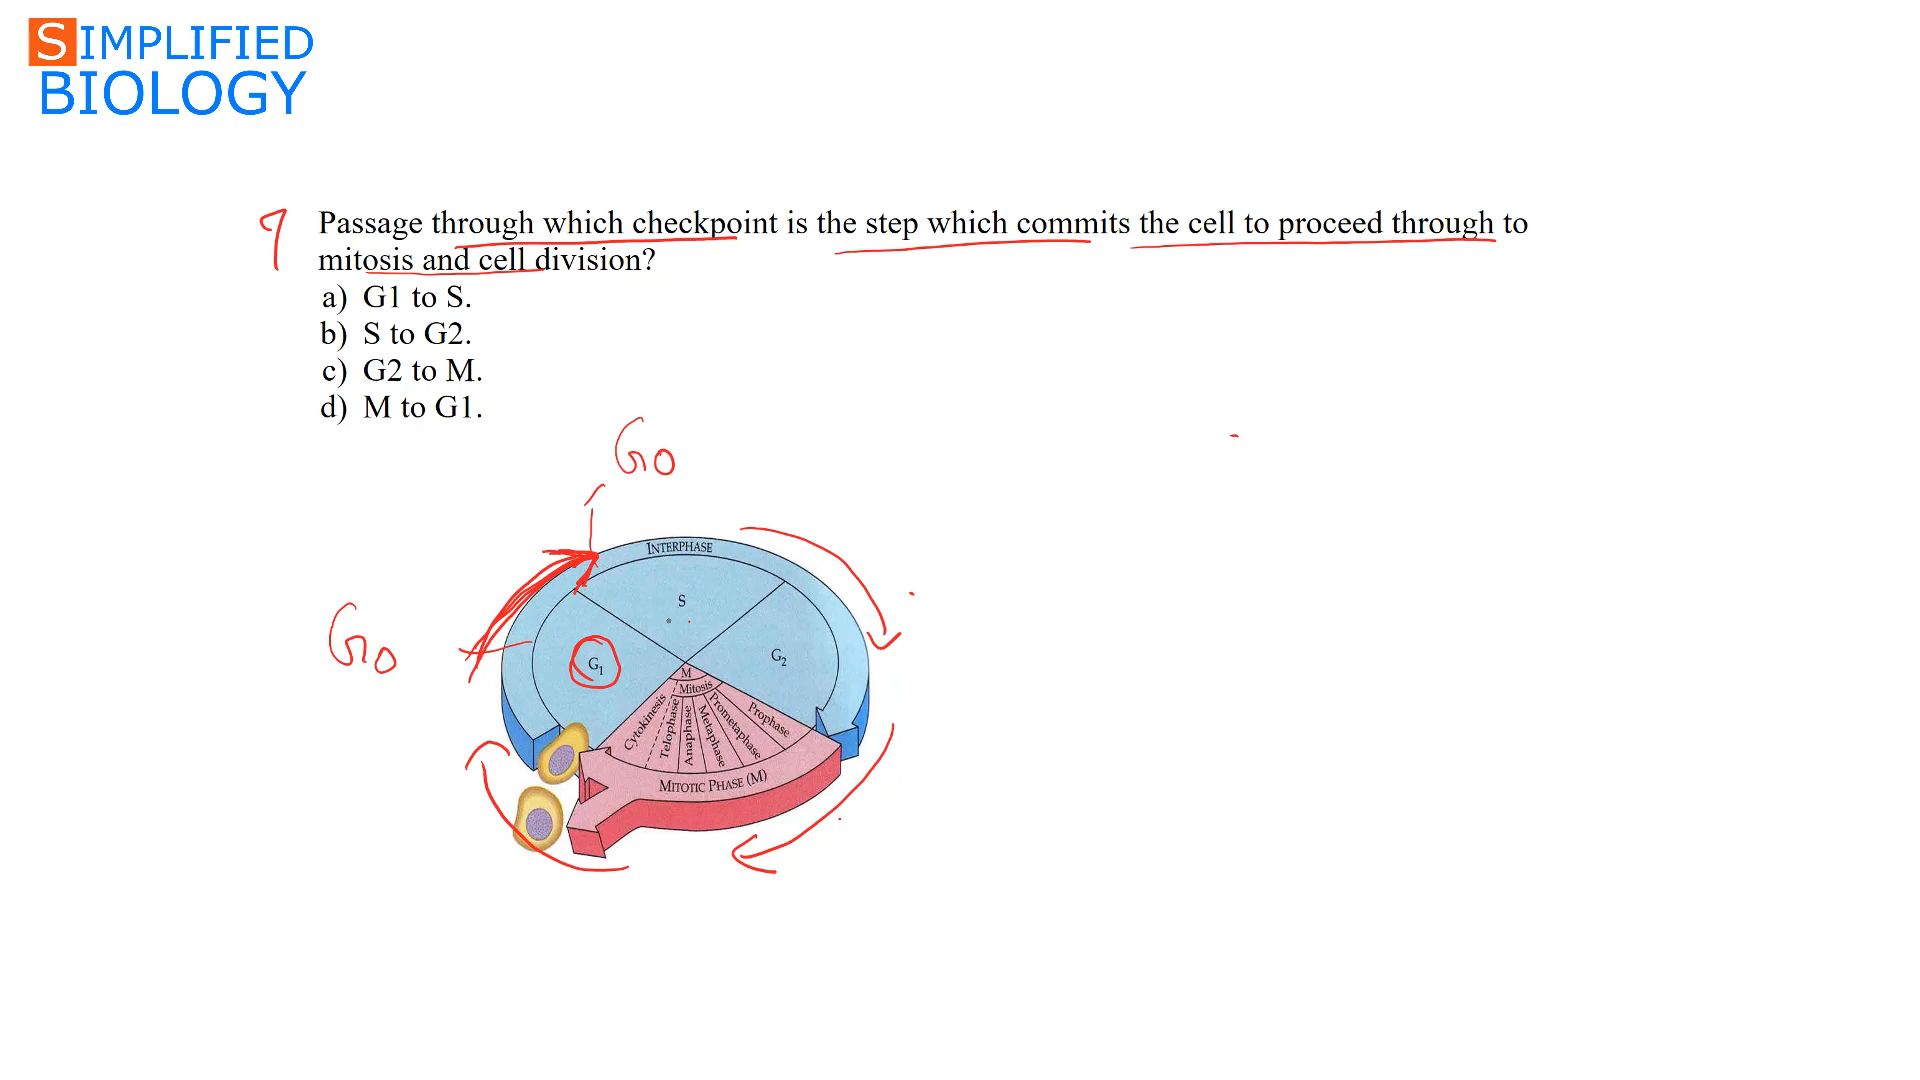 SIMPLIFIED
BIOLOGY
9 Passage through which checkpoint is the step which commits the cell to proceed through to
mitosis and cell division?
a) G1 to S.
b) S to G2.
c) G2 to M.
d) M to G1.
G0
INTERPHASE
S
G0
G₁
G₂
M
Mitosis
Cytokinesis
Telophase
Anaphase
Metaphase
Prometaphase
Prophase
MITOTIC PHASE (M)